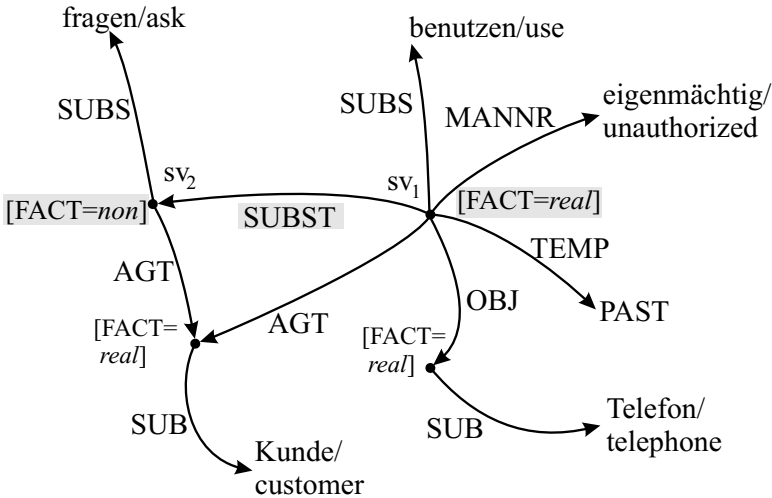 fragen/ask
benutzen/use
SUBS
SUBS
MANNR
eigenmächtig/
unauthorized
sv2
sv1
[FACT=non]
SUBST
[FACT=real]
TEMP
AGT
OBJ
PAST
AGT
[FACT=
real]
[FACT=
real]
SUB
SUB
Telefon/
telephone
Kunde/
customer